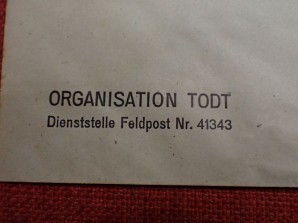 ORGANISATION TODT
Dienststelle Feldpost Nr. 41343